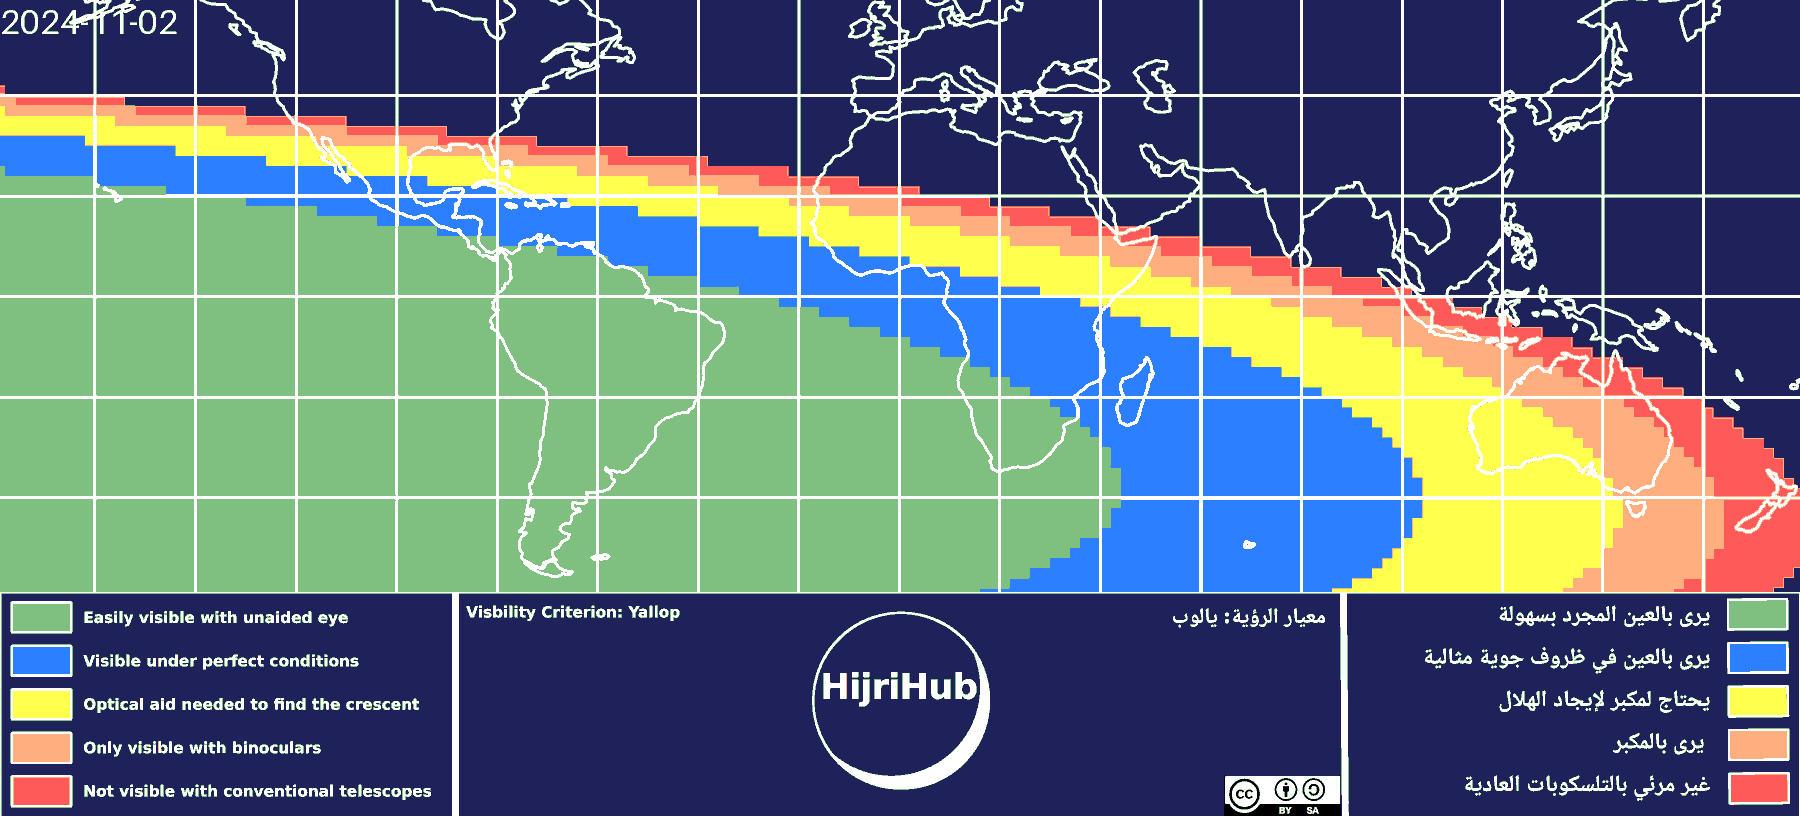 2024-11-02
Easily visible with unaided eye
Visible under perfect conditions
Optical aid needed to find the crescent
Only visible with binoculars
Not visible with conventional telescopes
Visbility Criterion: Yallop
معيار الرؤية: يالوب
HijriHub
cc
BY SA
يرى بالعين المجرد بسهولة
يرى بالعين في ظروف جوية مثالية
يحتاج لمكبر لإيجاد الهلال
يرى بالمكبر
غير مرئي بالتلسكوبات العادية